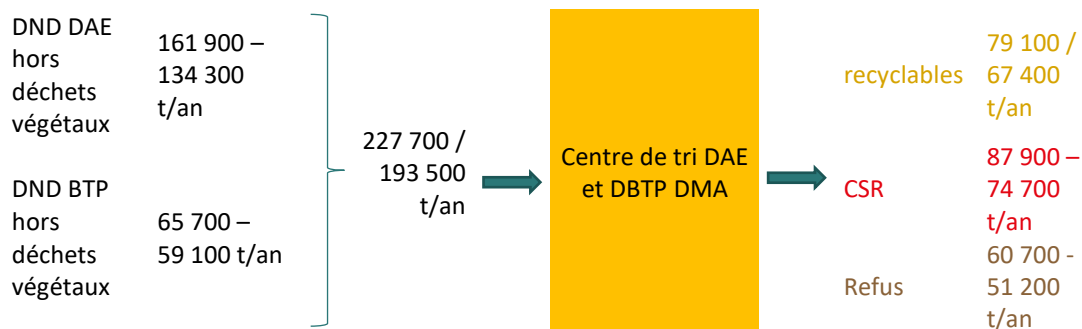 DND DAE
hors
déchets
végétaux
161 900 –
134 300
t/an
DND BTP
hors
déchets
végétaux
65 700 –
59 100 t/an
227 700 /
193 500
t/an
Centre de tri DAE
et DBTP DMA
recyclables
79 100 /
67 400
t/an
CSR
87 900 –
74 700
t/an
Refus
60 700 -
51 200
t/an